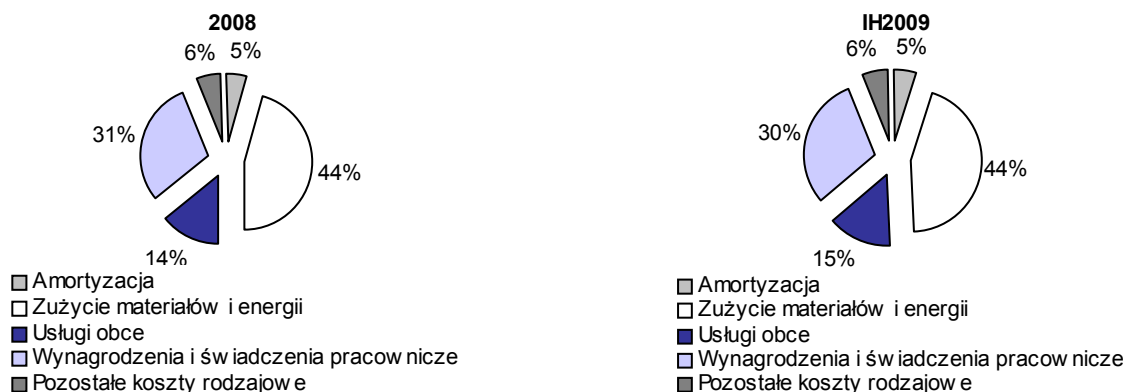 2008
6% 5%
31%
44%
14%
Amortyzacja
Zużycie materiałów i energii
Usługi obce
Wynagrodzenia i świadczenia pracownicze
Pozostałe koszty rodzajowe
IH2009
6% 5%
30%
44%
15%
Amortyzacja
Zużycie materiałów i energii
Usługi obce
Wynagrodzenia i świadczenia pracownicze
Pozostałe koszty rodzajowe